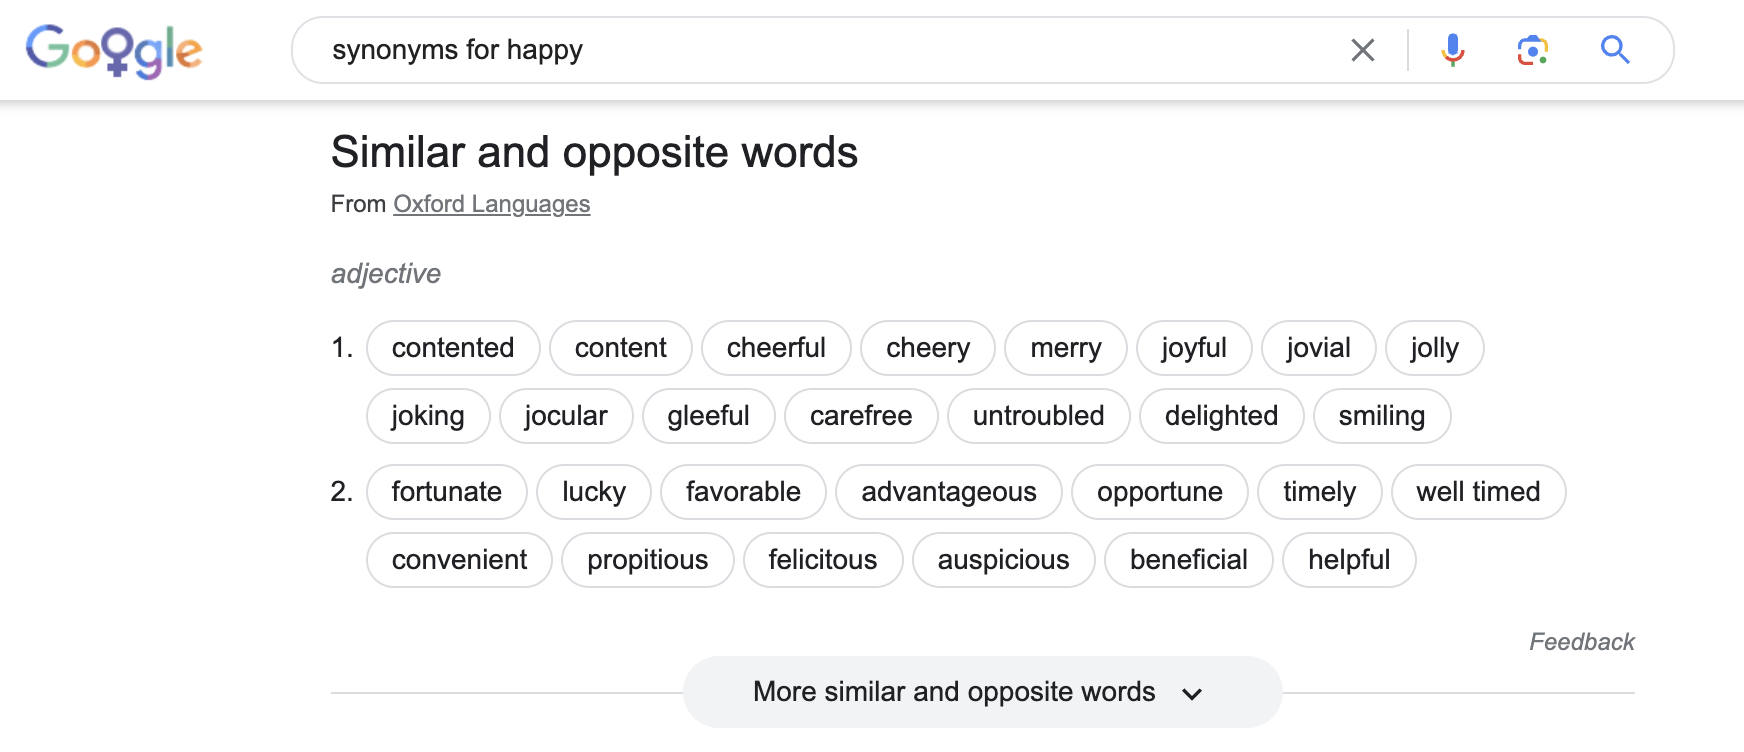 Google
synonyms for happy
Similar and opposite words
From Oxford Languages
adjective
1. contented content cheerful cheery merry joyful jovial jolly
joking jocular gleeful carefree untroubled delighted smiling
2. fortunate lucky favorable advantageous opportune timely well timed
convenient propitious felicitous auspicious beneficial helpful
Feedback
More similar and opposite words